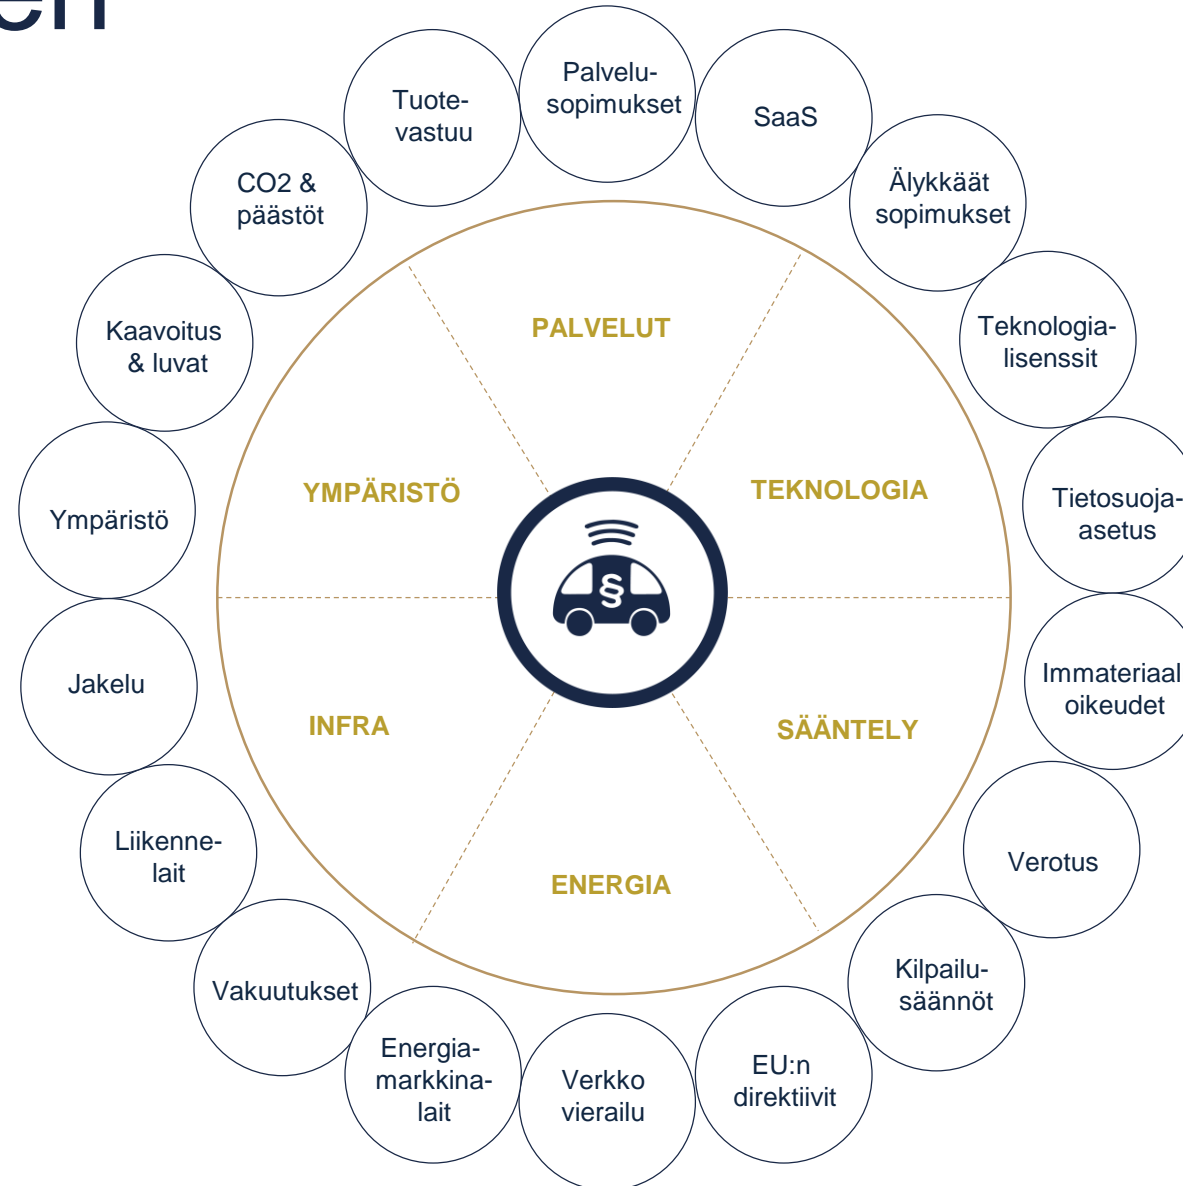 en
Palvelu-
sopimukset
SaaS
Älykkäät
sopimukset
Teknologia-
lisenssit
Tietosuoja-
asetus
Immateriaal
oikeudet
Verotus
Kilpailu-
säännöt
EU:n
direktiivit
Verkko
vierailu
Energia-
markkina-
lait
Vakuutukset
Liikenne-
lait
Jakelu
Ympäristö
Kaavoitus
& luvat
CO2 &
päästöt
Tuote-
vastuu
PALVELUT
TEKNOLOGIA
SÄÄNTELY
ENERGIA
INFRA
YMPÄRISTÖ
§